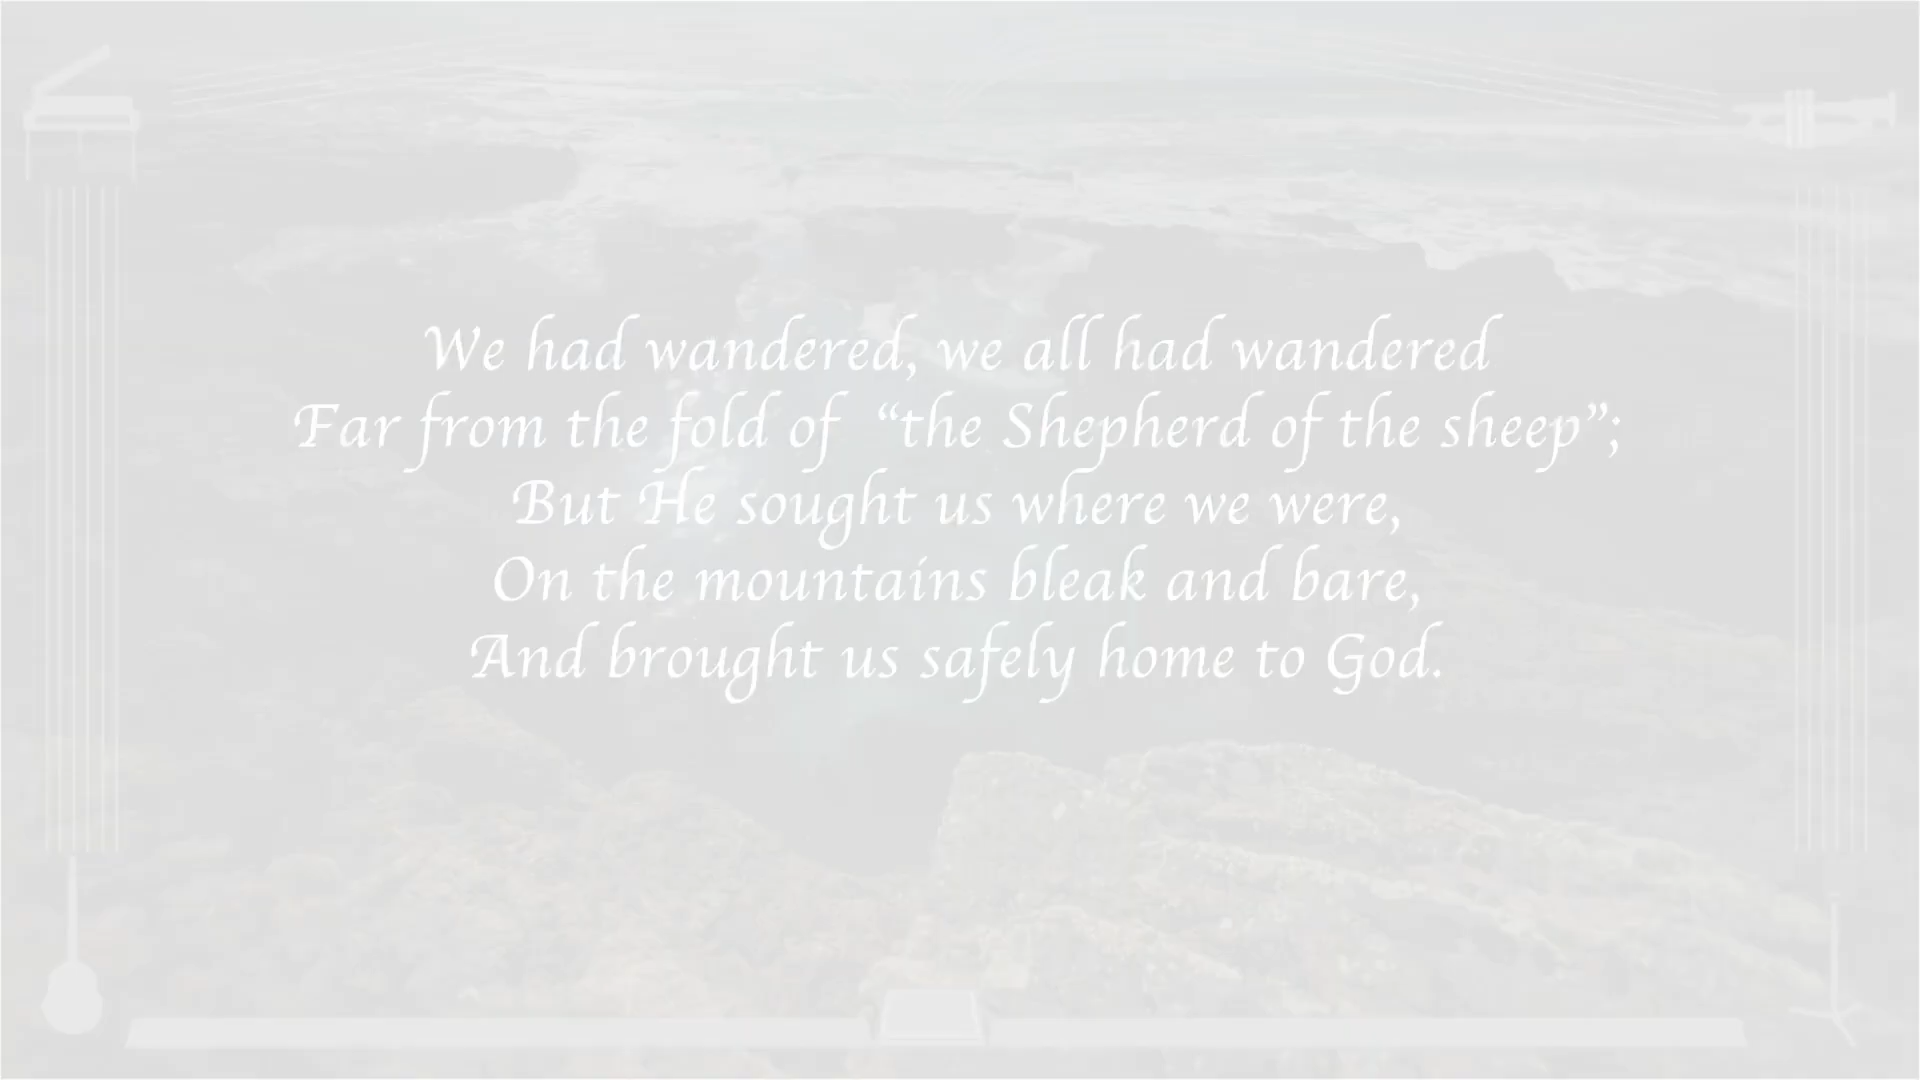 We had wandered, we all had wandered
Far from the fold of “the Shepherd of the sheep”;
But He sought us where we were,
On the mountains bleak and bare,
And brought us safely home to God.